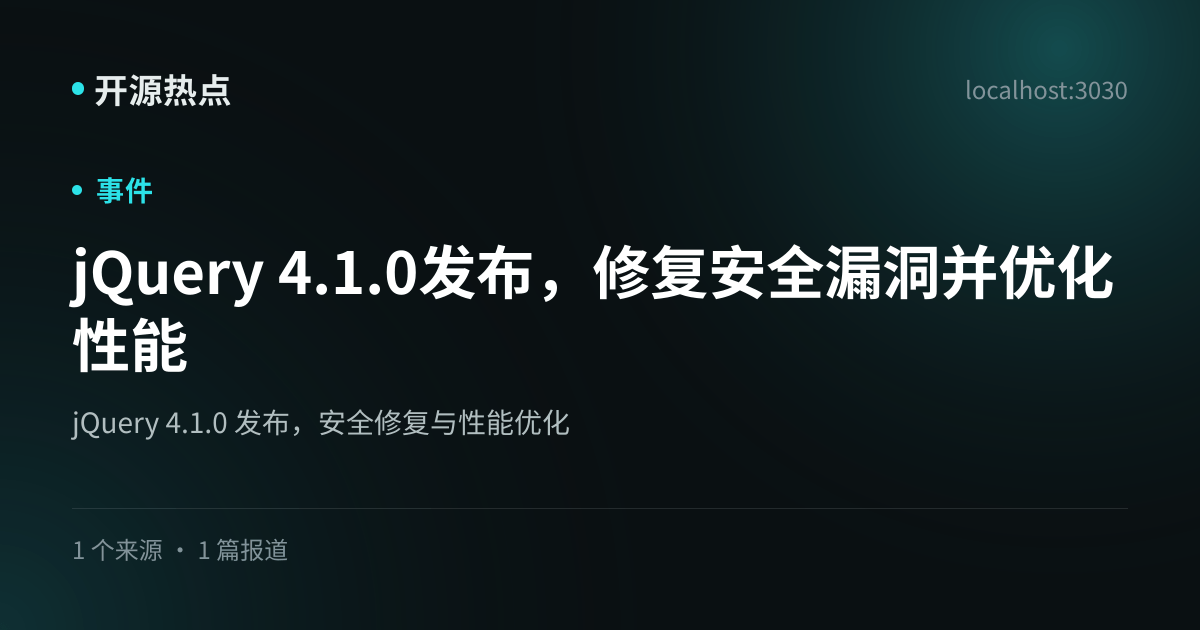 开源热点
localhost:3030
事件
jQuery 4.1.0发布，修复安全漏洞并优化
性能
jQuery 4.1.0 发布，安全修复与性能优化
1 个来源 · 1 篇报道